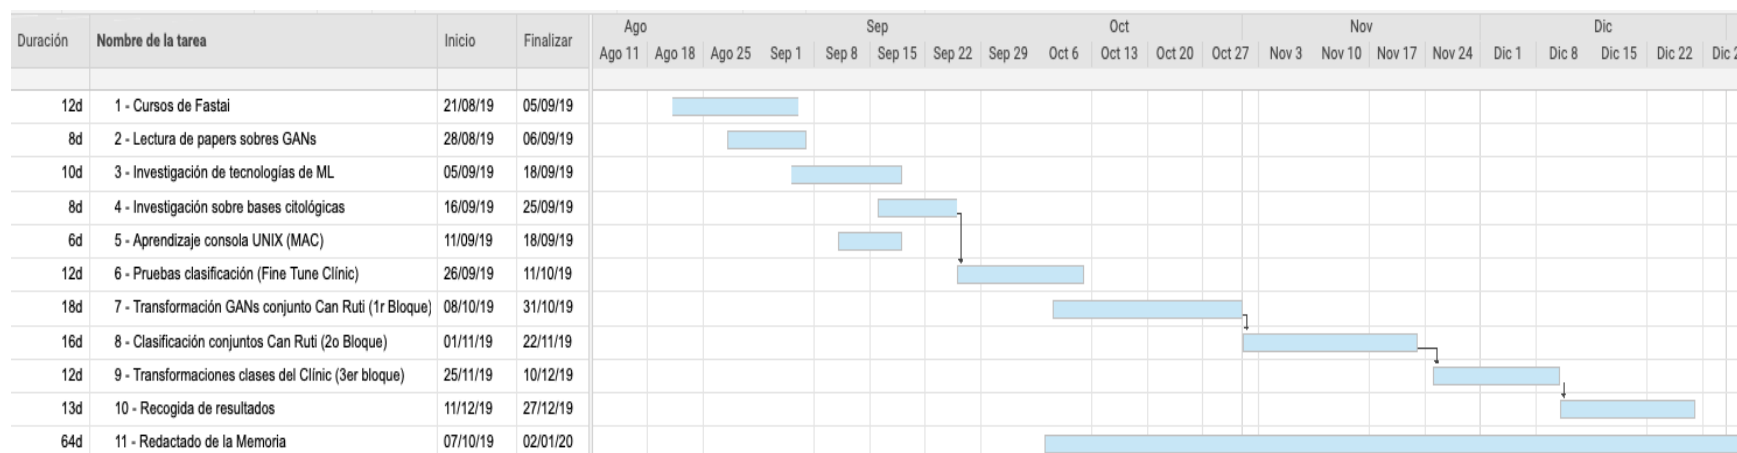 Ago Sep Oct Nov Dic
Duración Nombre de la tarea Inicio Finalizar
Ago 11 Ago 18 Ago 25 Sep 1 Sep 8 Sep 15 Sep 22 Sep 29 Oct 6 Oct 13 Oct 20 Oct 27 Nov 3 Nov 10 Nov 17 Nov 24 Dic 1 Dic 8 Dic 15 Dic 22 Dic 2
12d 1 - Cursos de Fastai 21/08/19 05/09/19
8d 2 - Lectura de papers sobres GANs 28/08/19 06/09/19
10d 3 - Investigación de tecnologías de ML 05/09/19 18/09/19
8d 4 - Investigación sobre bases citológicas 16/09/19 25/09/19
6d 5 - Aprendizaje consola UNIX (MAC) 11/09/19 18/09/19
12d 6 - Pruebas clasificación (Fine Tune Clínic) 26/09/19 11/10/19
18d 7 - Transformación GANs conjunto Can Ruti (1r Bloque) 08/10/19 31/10/19
16d 8 - Clasificación conjuntos Can Ruti (2o Bloque) 01/11/19 22/11/19
12d 9 - Transformaciones clases del Clínic (3er bloque) 25/11/19 10/12/19
13d 10 - Recogida de resultados 11/12/19 27/12/19
64d 11 - Redactado de la Memoria 07/10/19 02/01/20